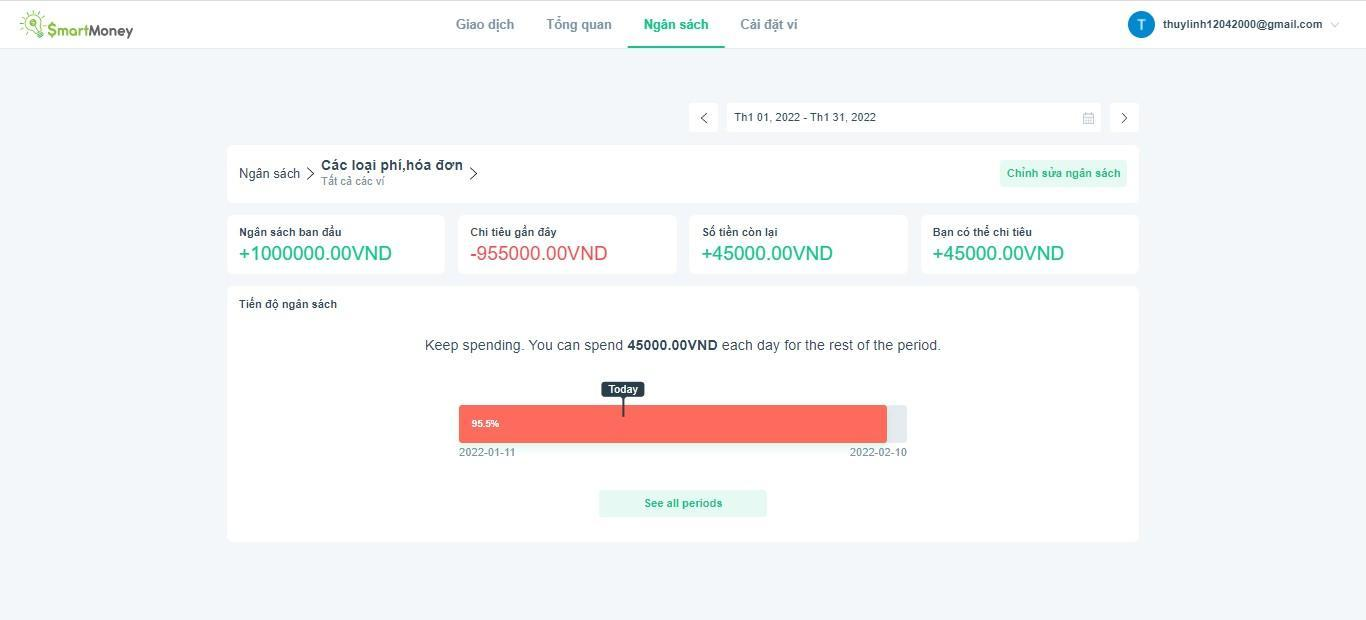 $martMoney
Giao dịch Tổng quan Ngân sách Cải đặt ví
T thuylinh12042000@gmail.com
Th1 01, 2022 - Th1 31, 2022
Ngân sách
Các loại phí,hóa đơn
Tất cả các ví
Chỉnh sửa ngân sách
Ngân sách ban đầu
+1000000.00VND
Chi tiêu gần đây
-955000.00VND
Số tiền còn lại
+45000.00VND
Bạn có thể chi tiêu
+45000.00VND
Tiến độ ngân sách
Keep spending. You can spend 45000.00VND each day for the rest of the period.
Today
95.5%
2022-01-11 2022-02-10
See all periods